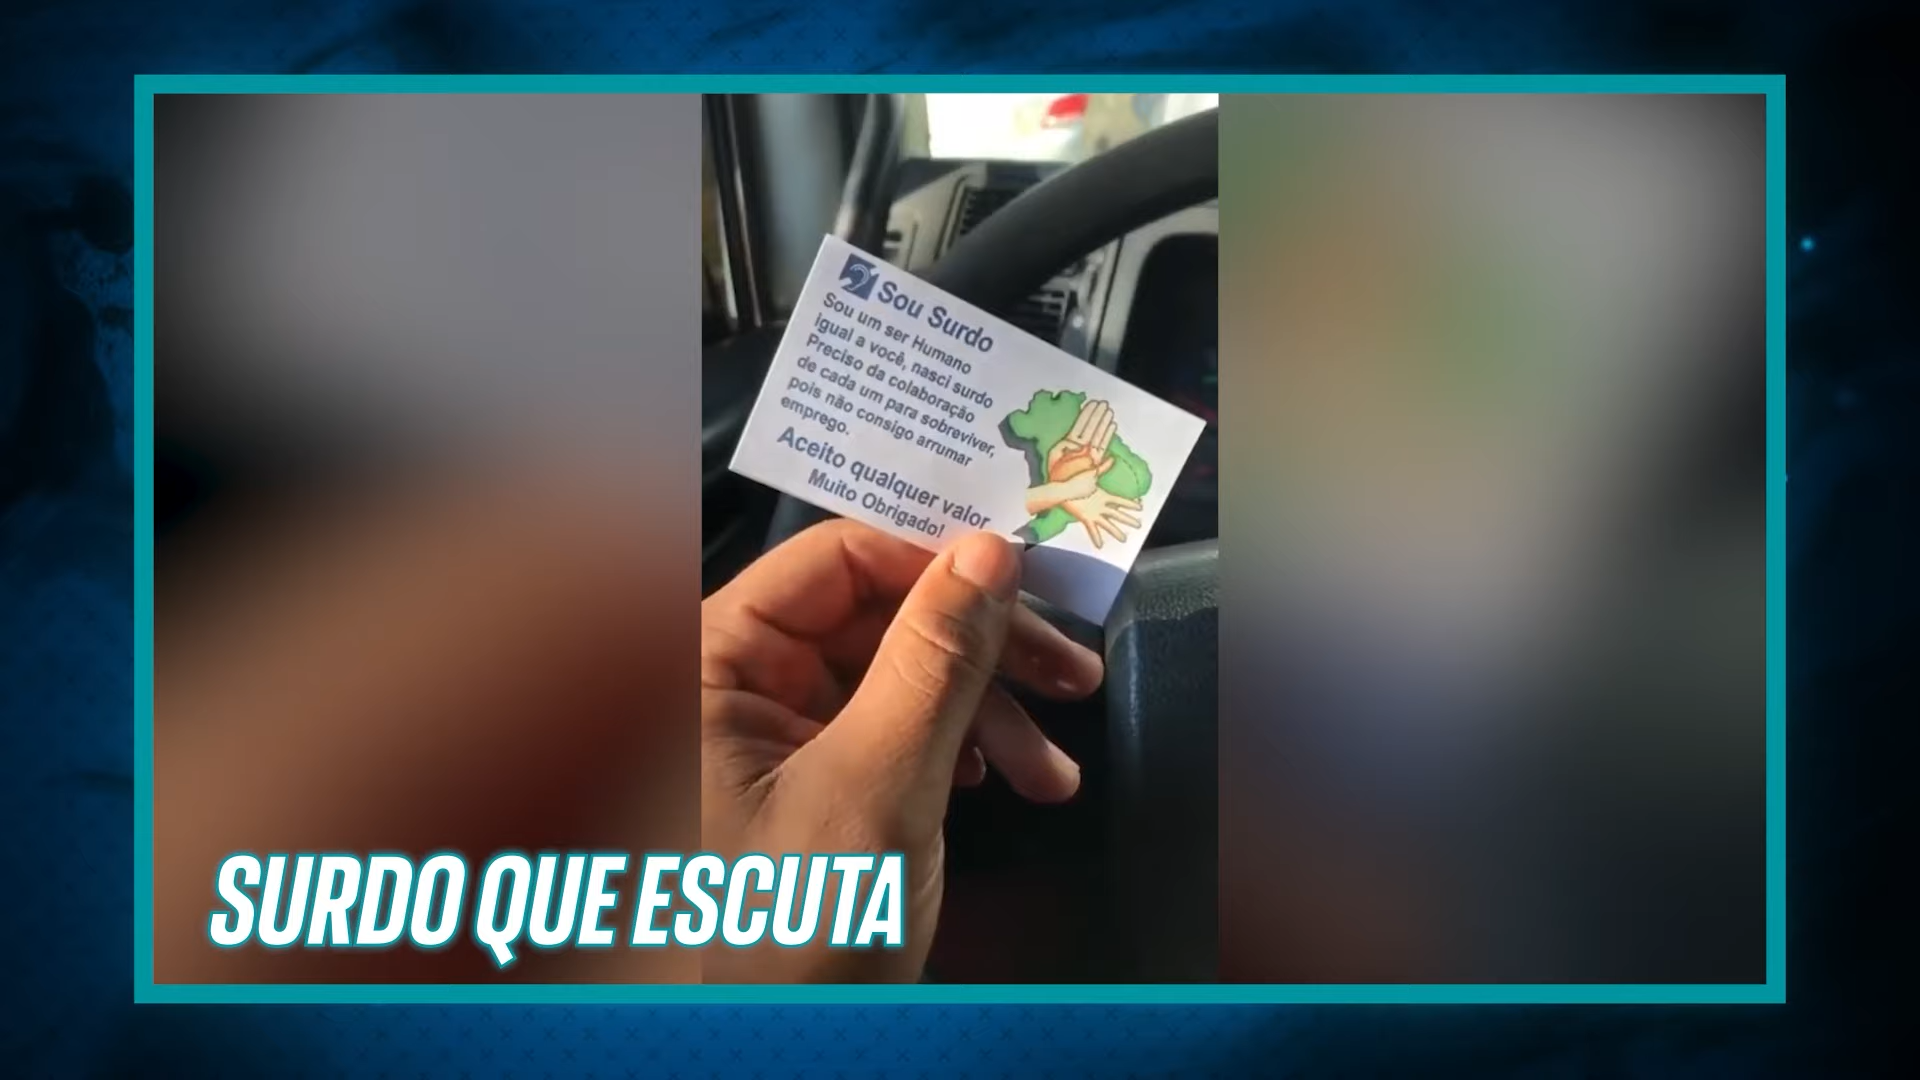 Sou Surdo
Sou um ser Humano
igual a você, nasci surdo
Preciso da colaboração
de cada um para sobreviver,
pois não consigo arrumar
emprego.
Aceito qualquer valor
Muito Obrigado!
SURDO QUE ESCUTA